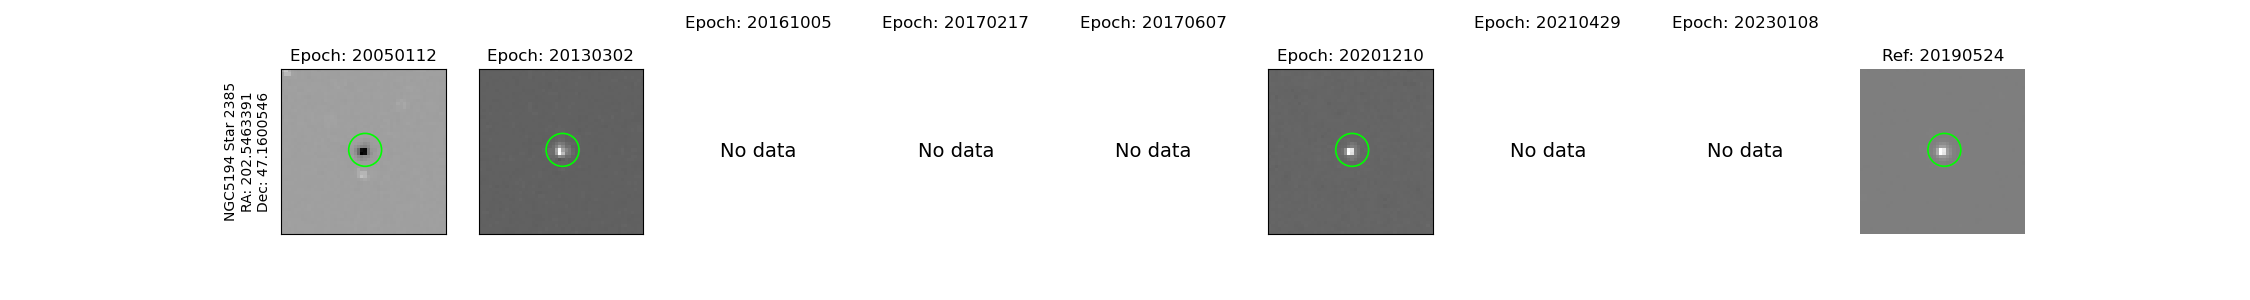 Epoch: 20161005
Epoch: 20170217
Epoch: 20170607
Epoch: 20210429
Epoch: 20230108
Epoch: 20050112
Epoch: 20130302
Epoch: 20201210
Ref: 20190524
NGC5194 Star 2385
RA: 202.5463391
Dec: 47.1600546
No data
No data
No data
No data
No data